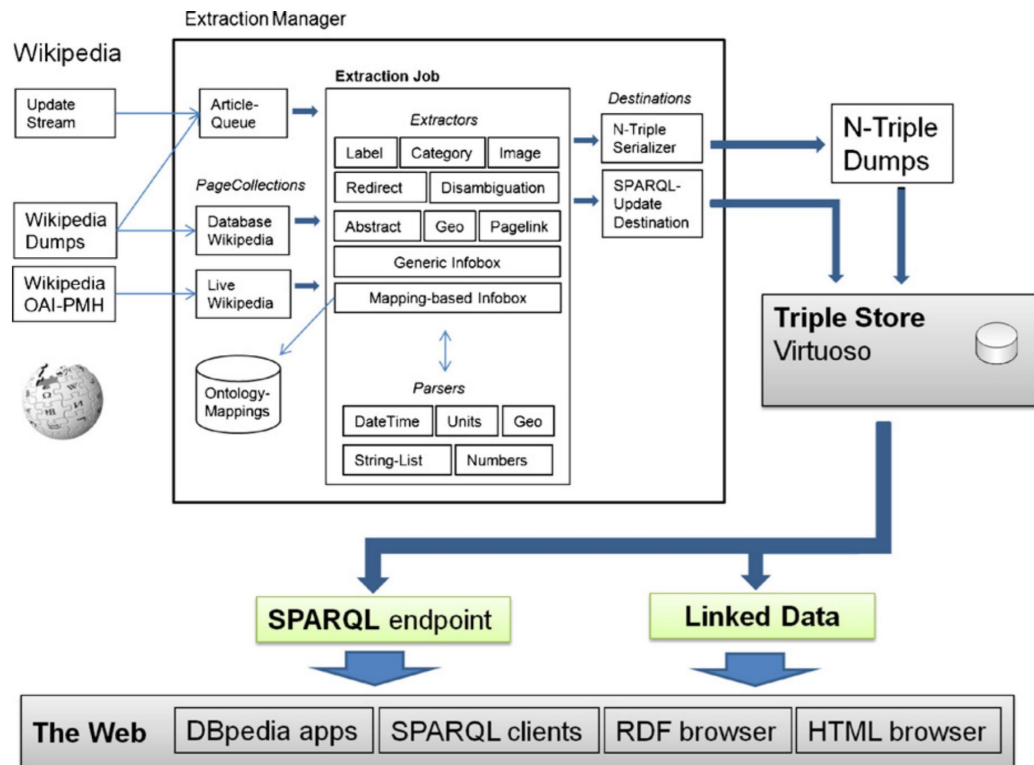 Extraction Manager
Wikipedia
Update
Stream
Wikipedia
Dumps
Wikipedia
OAI-PMH
Article-
Queue
PageCollections
Database
Wikipedia
Live
Wikipedia
Ontology-
Mappings
Extraction Job
Extractors
Label Category Image
Redirect Disambiguation
Abstract Geo Pagelink
Generic Infobox
Mapping-based Infobox
Parsers
DateTime Units Geo
String-List Numbers
Destinations
N-Triple
Serializer
SPARQL-
Update
Destination
N-Triple
Dumps
Triple Store
Virtuoso
SPARQL endpoint
Linked Data
The Web DBpedia apps SPARQL clients RDF browser HTML browser